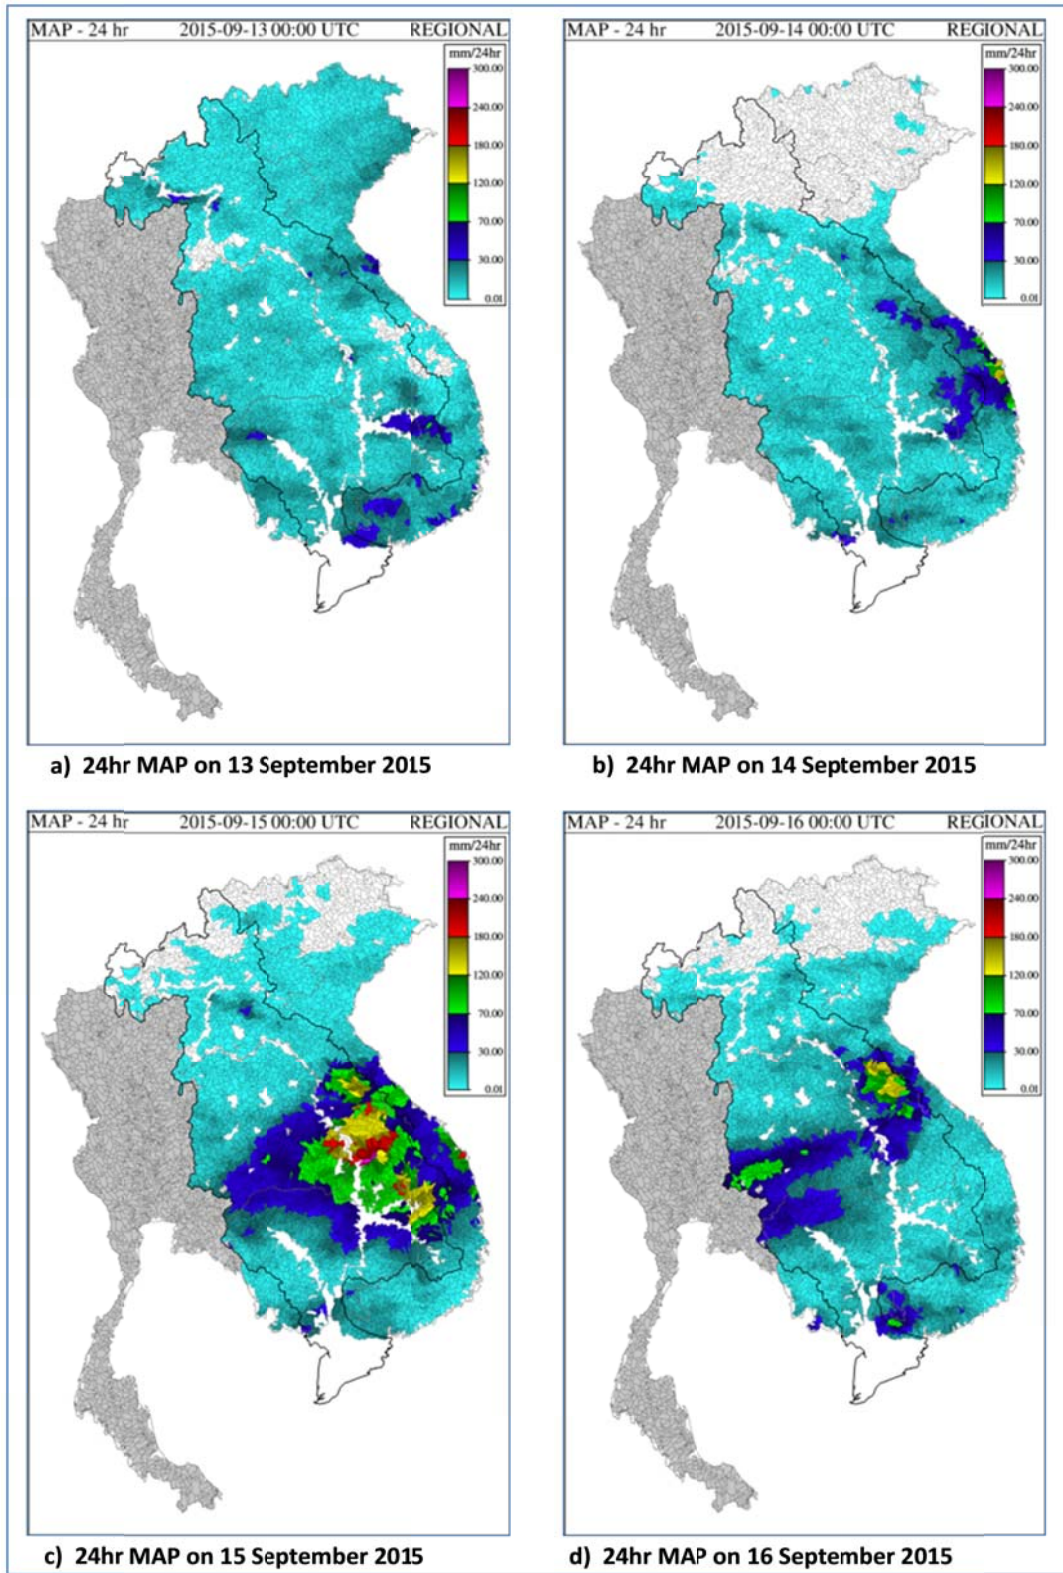 MAP - 24 hr 2015-09-13 00:00 UTC REGIONAL
mm/24hr
300.00
240.00
180.00
120.00
70.00
30.00
0.01
a) 24hr MAP on 13 September 2015
MAP - 24 hr 2015-09-14 00:00 UTC REGIONAL
mm/24hr
300.00
240.00
180.00
120.00
70.00
30.00
0.01
b) 24hr MAP on 14 September 2015
MAP - 24 hr 2015-09-15 00:00 UTC REGIONAL
mm/24hr
300.00
240.00
180.00
120.00
70.00
30.00
0.01
c) 24hr MAP on 15 September 2015
MAP - 24 hr 2015-09-16 00:00 UTC REGIONAL
mm/24hr
300.00
240.00
180.00
120.00
70.00
30.00
0.01
d) 24hr MAP on 16 September 2015